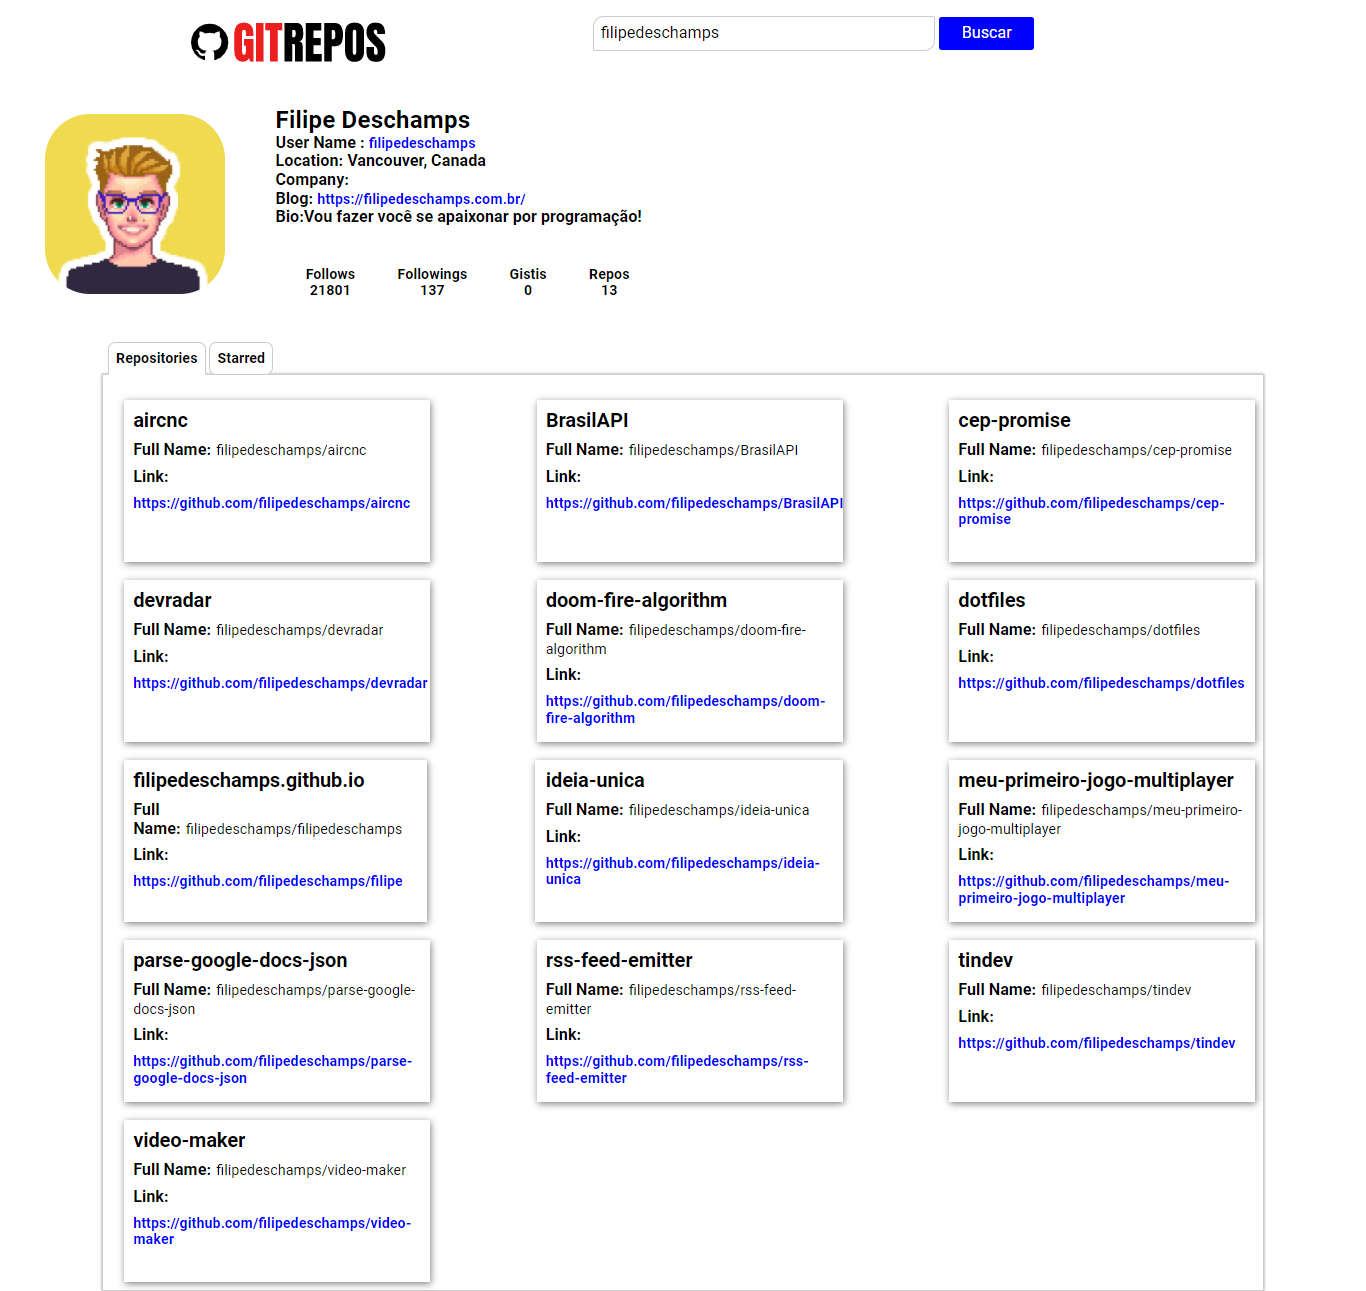 GITREPOS
filipedeschamps
Buscar
Filipe Deschamps
User Name : filipedeschamps
Location: Vancouver, Canada
Company:
Blog: https://filipedeschamps.com.br/
Bio:Vou fazer você se apaixonar por programação!
Follows Followings Gistis Repos
21801 137 0 13
Repositories Starred
aircnc
Full Name: filipedeschamps/aircnc
Link:
https://github.com/filipedeschamps/aircnc
BrasilAPI
Full Name: filipedeschamps/BrasilAPI
Link:
https://github.com/filipedeschamps/BrasilAPI
cep-promise
Full Name: filipedeschamps/cep-promise
Link:
https://github.com/filipedeschamps/cep-
promise
devradar
Full Name: filipedeschamps/devradar
Link:
https://github.com/filipedeschamps/devradar
doom-fire-algorithm
Full Name: filipedeschamps/doom-fire-
algorithm
Link:
https://github.com/filipedeschamps/doom-
fire-algorithm
dotfiles
Full Name: filipedeschamps/dotfiles
Link:
https://github.com/filipedeschamps/dotfiles
filipedeschamps.github.io
Full
Name: filipedeschamps/filipedeschamps
Link:
https://github.com/filipedeschamps/filipe
ideia-unica
Full Name: filipedeschamps/ideia-unica
Link:
https://github.com/filipedeschamps/ideia-
unica
meu-primeiro-jogo-multiplayer
Full Name: filipedeschamps/meu-primeiro-
jogo-multiplayer
Link:
https://github.com/filipedeschamps/meu-
primeiro-jogo-multiplayer
parse-google-docs-json
Full Name: filipedeschamps/parse-google-
docs-json
Link:
https://github.com/filipedeschamps/parse-
google-docs-json
rss-feed-emitter
Full Name: filipedeschamps/rss-feed-
emitter
Link:
https://github.com/filipedeschamps/rss-
feed-emitter
tindev
Full Name: filipedeschamps/tindev
Link:
https://github.com/filipedeschamps/tindev
video-maker
Full Name: filipedeschamps/video-maker
Link:
https://github.com/filipedeschamps/video-
maker